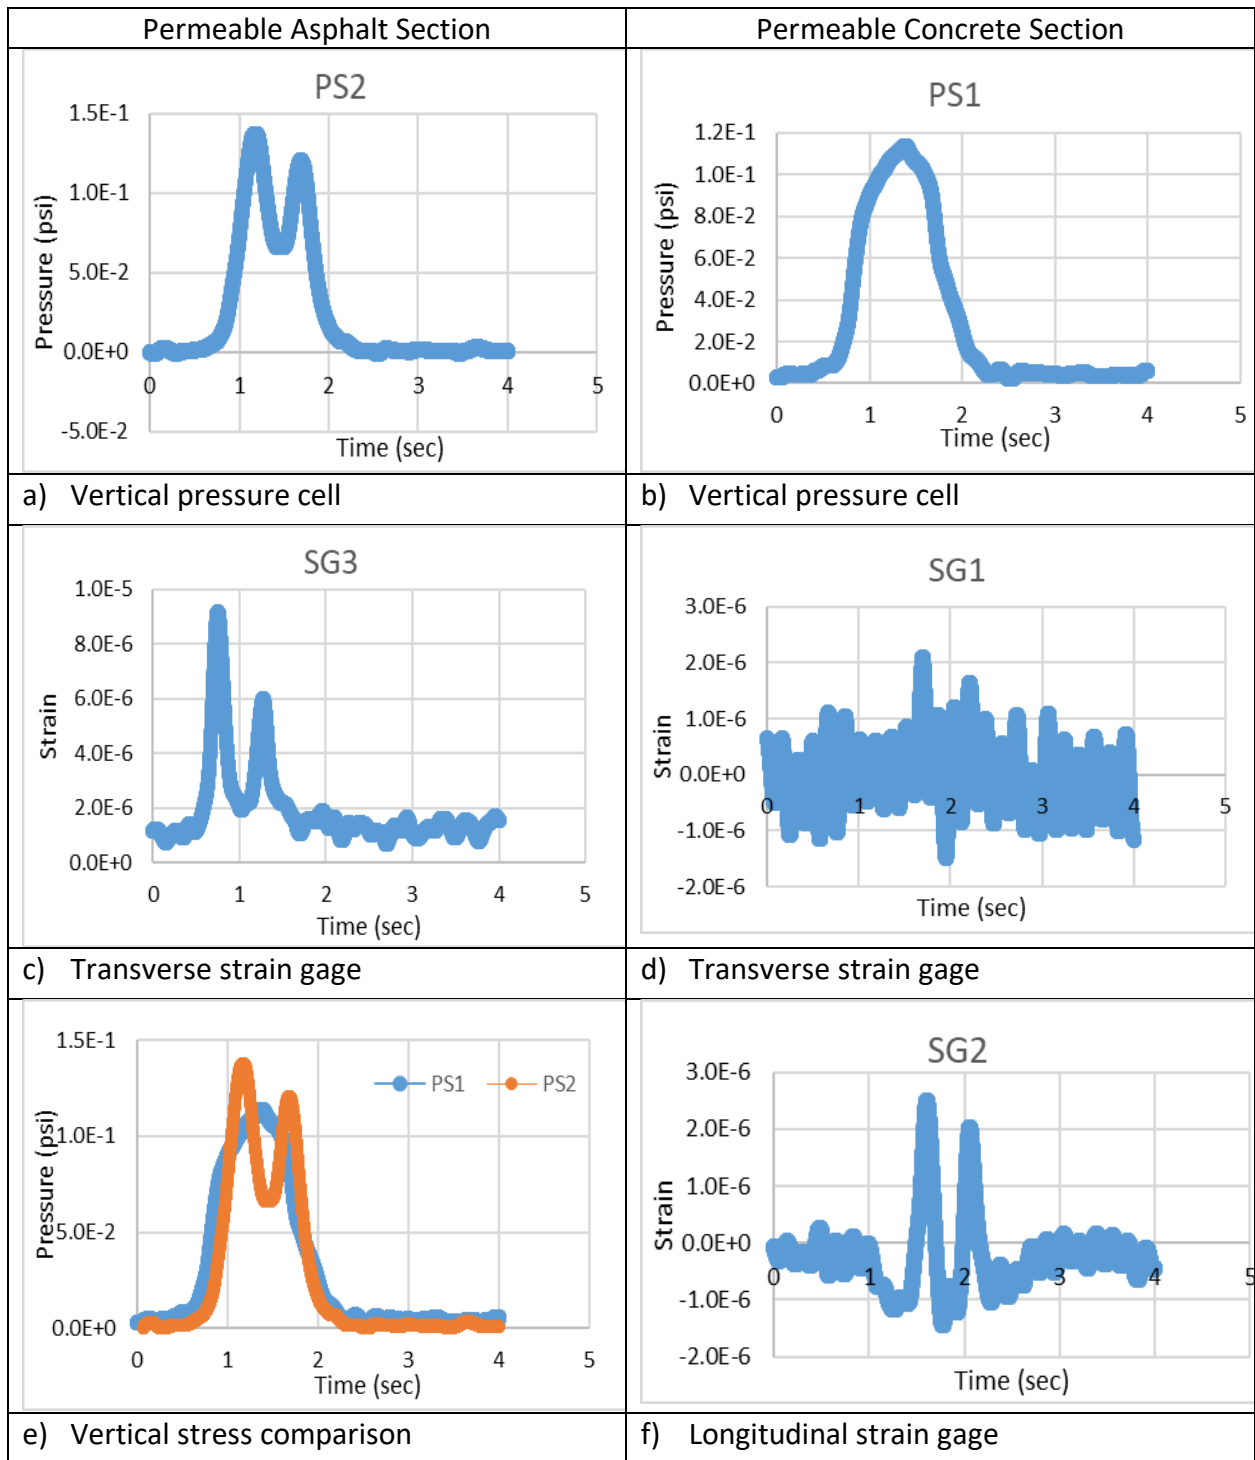 Permeable Asphalt Section
Permeable Concrete Section
PS2
1.5E-1
1.0E-1
5.0E-2
0.0E+0
-5.0E-2
0 1 2 3 4 5
Pressure (psi)
Time (sec)
PS1
1.2E-1
1.0E-1
8.0E-2
6.0E-2
4.0E-2
2.0E-2
0.0E+0
0 1 2 3 4 5
Pressure (psi)
Time (sec)
a) Vertical pressure cell
b) Vertical pressure cell
SG3
1.0E-5
8.0E-6
6.0E-6
4.0E-6
2.0E-6
0.0E+0
0 1 2 3 4 5
Strain
Time (sec)
SG1
3.0E-6
2.0E-6
1.0E-6
0.0E+0
-1.0E-6
-2.0E-6
0 1 2 3 4 5
Strain
Time (sec)
c) Transverse strain gage
d) Transverse strain gage
1.5E-1
1.0E-1
5.0E-2
0.0E+0
0 1 2 3 4 5
Pressure (psi)
Time (sec)
PS1 PS2
SG2
3.0E-6
2.0E-6
1.0E-6
0.0E+0
-1.0E-6
-2.0E-6
0 1 2 3 4 5
Strain
Time (sec)
e) Vertical stress comparison
f) Longitudinal strain gage